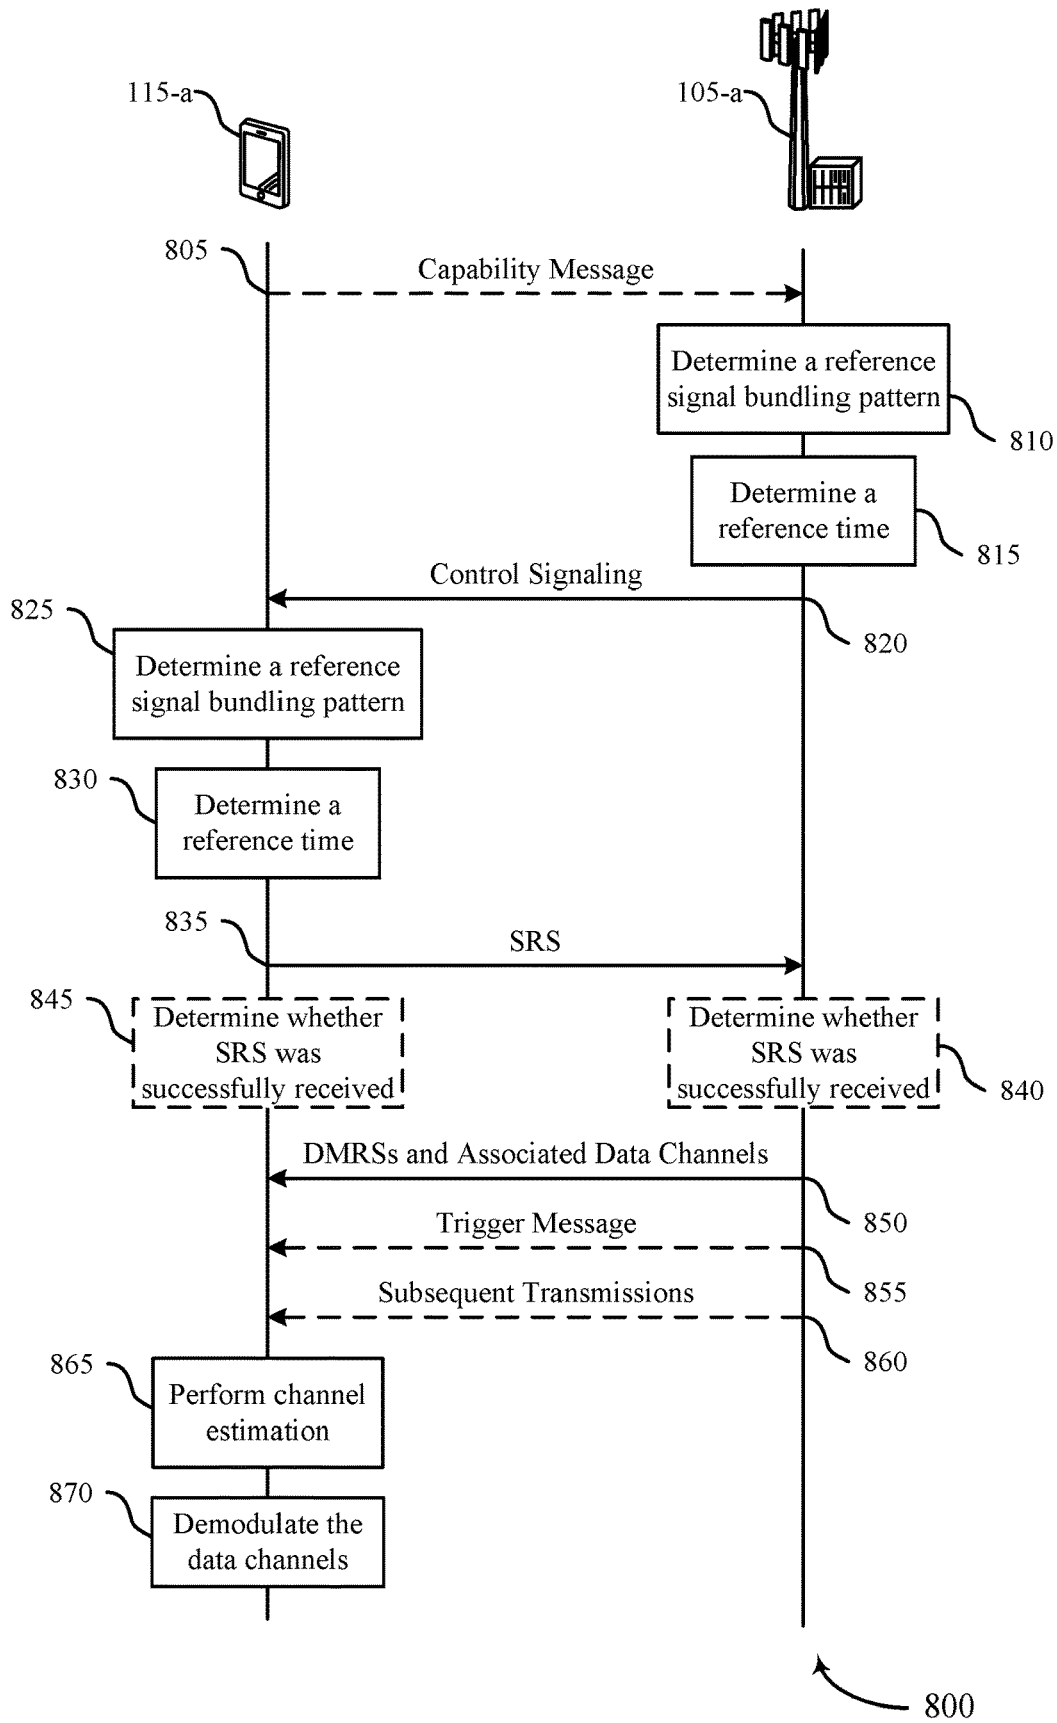 115-a
105-a
805
Capability Message
Determine a reference
signal bundling pattern
810
Determine a
reference time
815
Control Signaling
820
825
Determine a reference
signal bundling pattern
830
Determine a
reference time
835
SRS
845
Determine whether
SRS was
successfully received
Determine whether
SRS was
successfully received
840
DMRSs and Associated Data Channels
850
Trigger Message
855
Subsequent Transmissions
860
865
Perform channel
estimation
870
Demodulate the
data channels
800